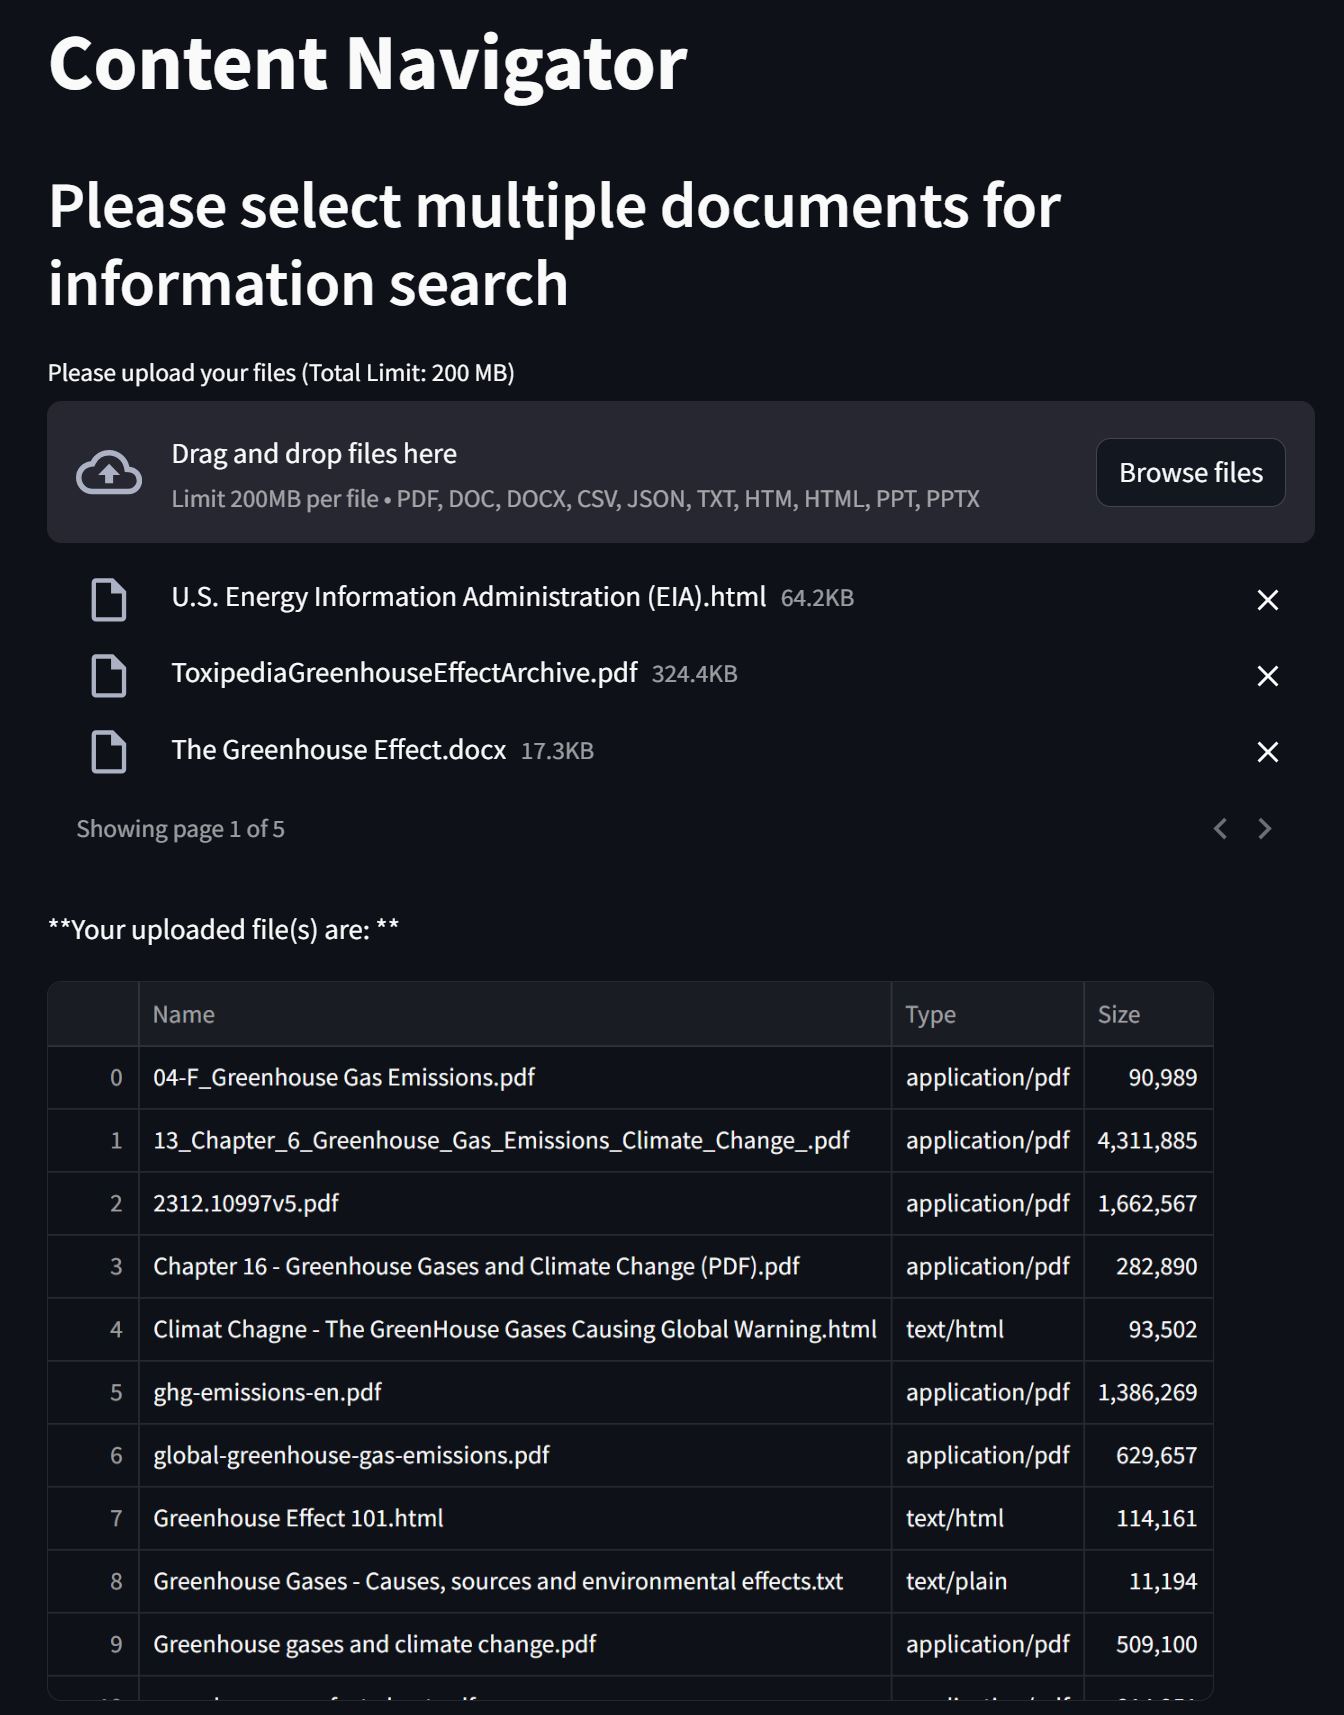 Content Navigator
Please select multiple documents for
information search
Please upload your files (Total Limit: 200 MB)
Drag and drop files here
Limit 200MB per file • PDF, DOC, DOCX, CSV, JSON, TXT, HTM, HTML, PPT, PPTX
Browse files
U.S. Energy Information Administration (EIA).html 64.2KB
ToxipediaGreenhouseEffectArchive.pdf 324.4KB
The Greenhouse Effect.docx 17.3KB
Showing page 1 of 5
**Your uploaded file(s) are: **
Name Type Size
0 04-F_Greenhouse Gas Emissions.pdf application/pdf 90,989
1 13_Chapter_6_Greenhouse_Gas_Emissions_Climate_Change_.pdf application/pdf 4,311,885
2 2312.10997v5.pdf application/pdf 1,662,567
3 Chapter 16 - Greenhouse Gases and Climate Change (PDF).pdf application/pdf 282,890
4 Climat Chagne - The GreenHouse Gases Causing Global Warning.html text/html 93,502
5 ghg-emissions-en.pdf application/pdf 1,386,269
6 global-greenhouse-gas-emissions.pdf application/pdf 629,657
7 Greenhouse Effect 101.html text/html 114,161
8 Greenhouse Gases - Causes, sources and environmental effects.txt text/plain 11,194
9 Greenhouse gases and climate change.pdf application/pdf 509,100